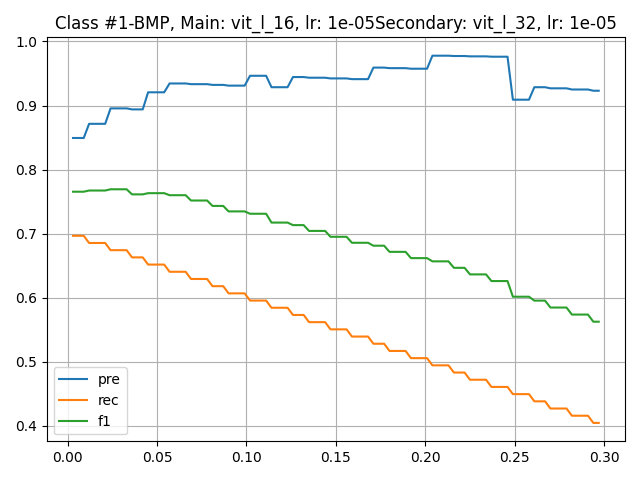 Class #1-BMP, Main: vit_l_16, lr: 1e-05Secondary: vit_l_32, lr: 1e-05
1.0
0.9
0.8
0.7
0.6
0.5
0.4
pre
rec
f1
0.00 0.05 0.10 0.15 0.20 0.25 0.30